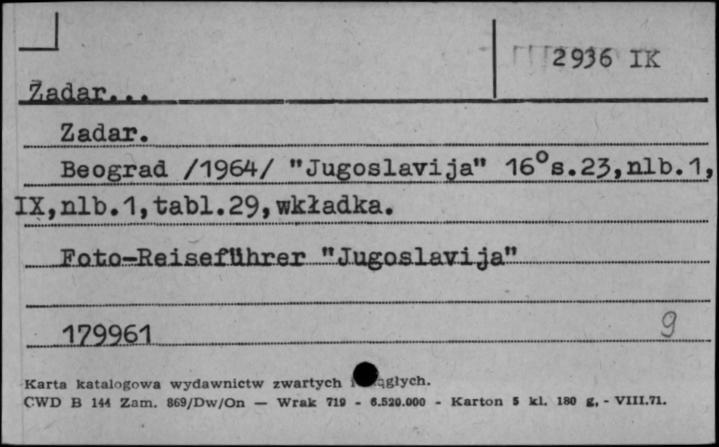 2936 IK
Zadar...
Zadar.
Beograd /1964/ "Jugoslavija" 16°s.23,nlb.1,
IX,nlb.1,tabl.29,wkładka.
Foto-Reiseführer "Jugoslavija"
179961 9
Karta katalogowa wydawnictw zwartych
CWD B 144 Zam. 869/Dw/On — Wrak 719 - 6.520.000 - Karton 5 kl. 180 g. - VIII.71.